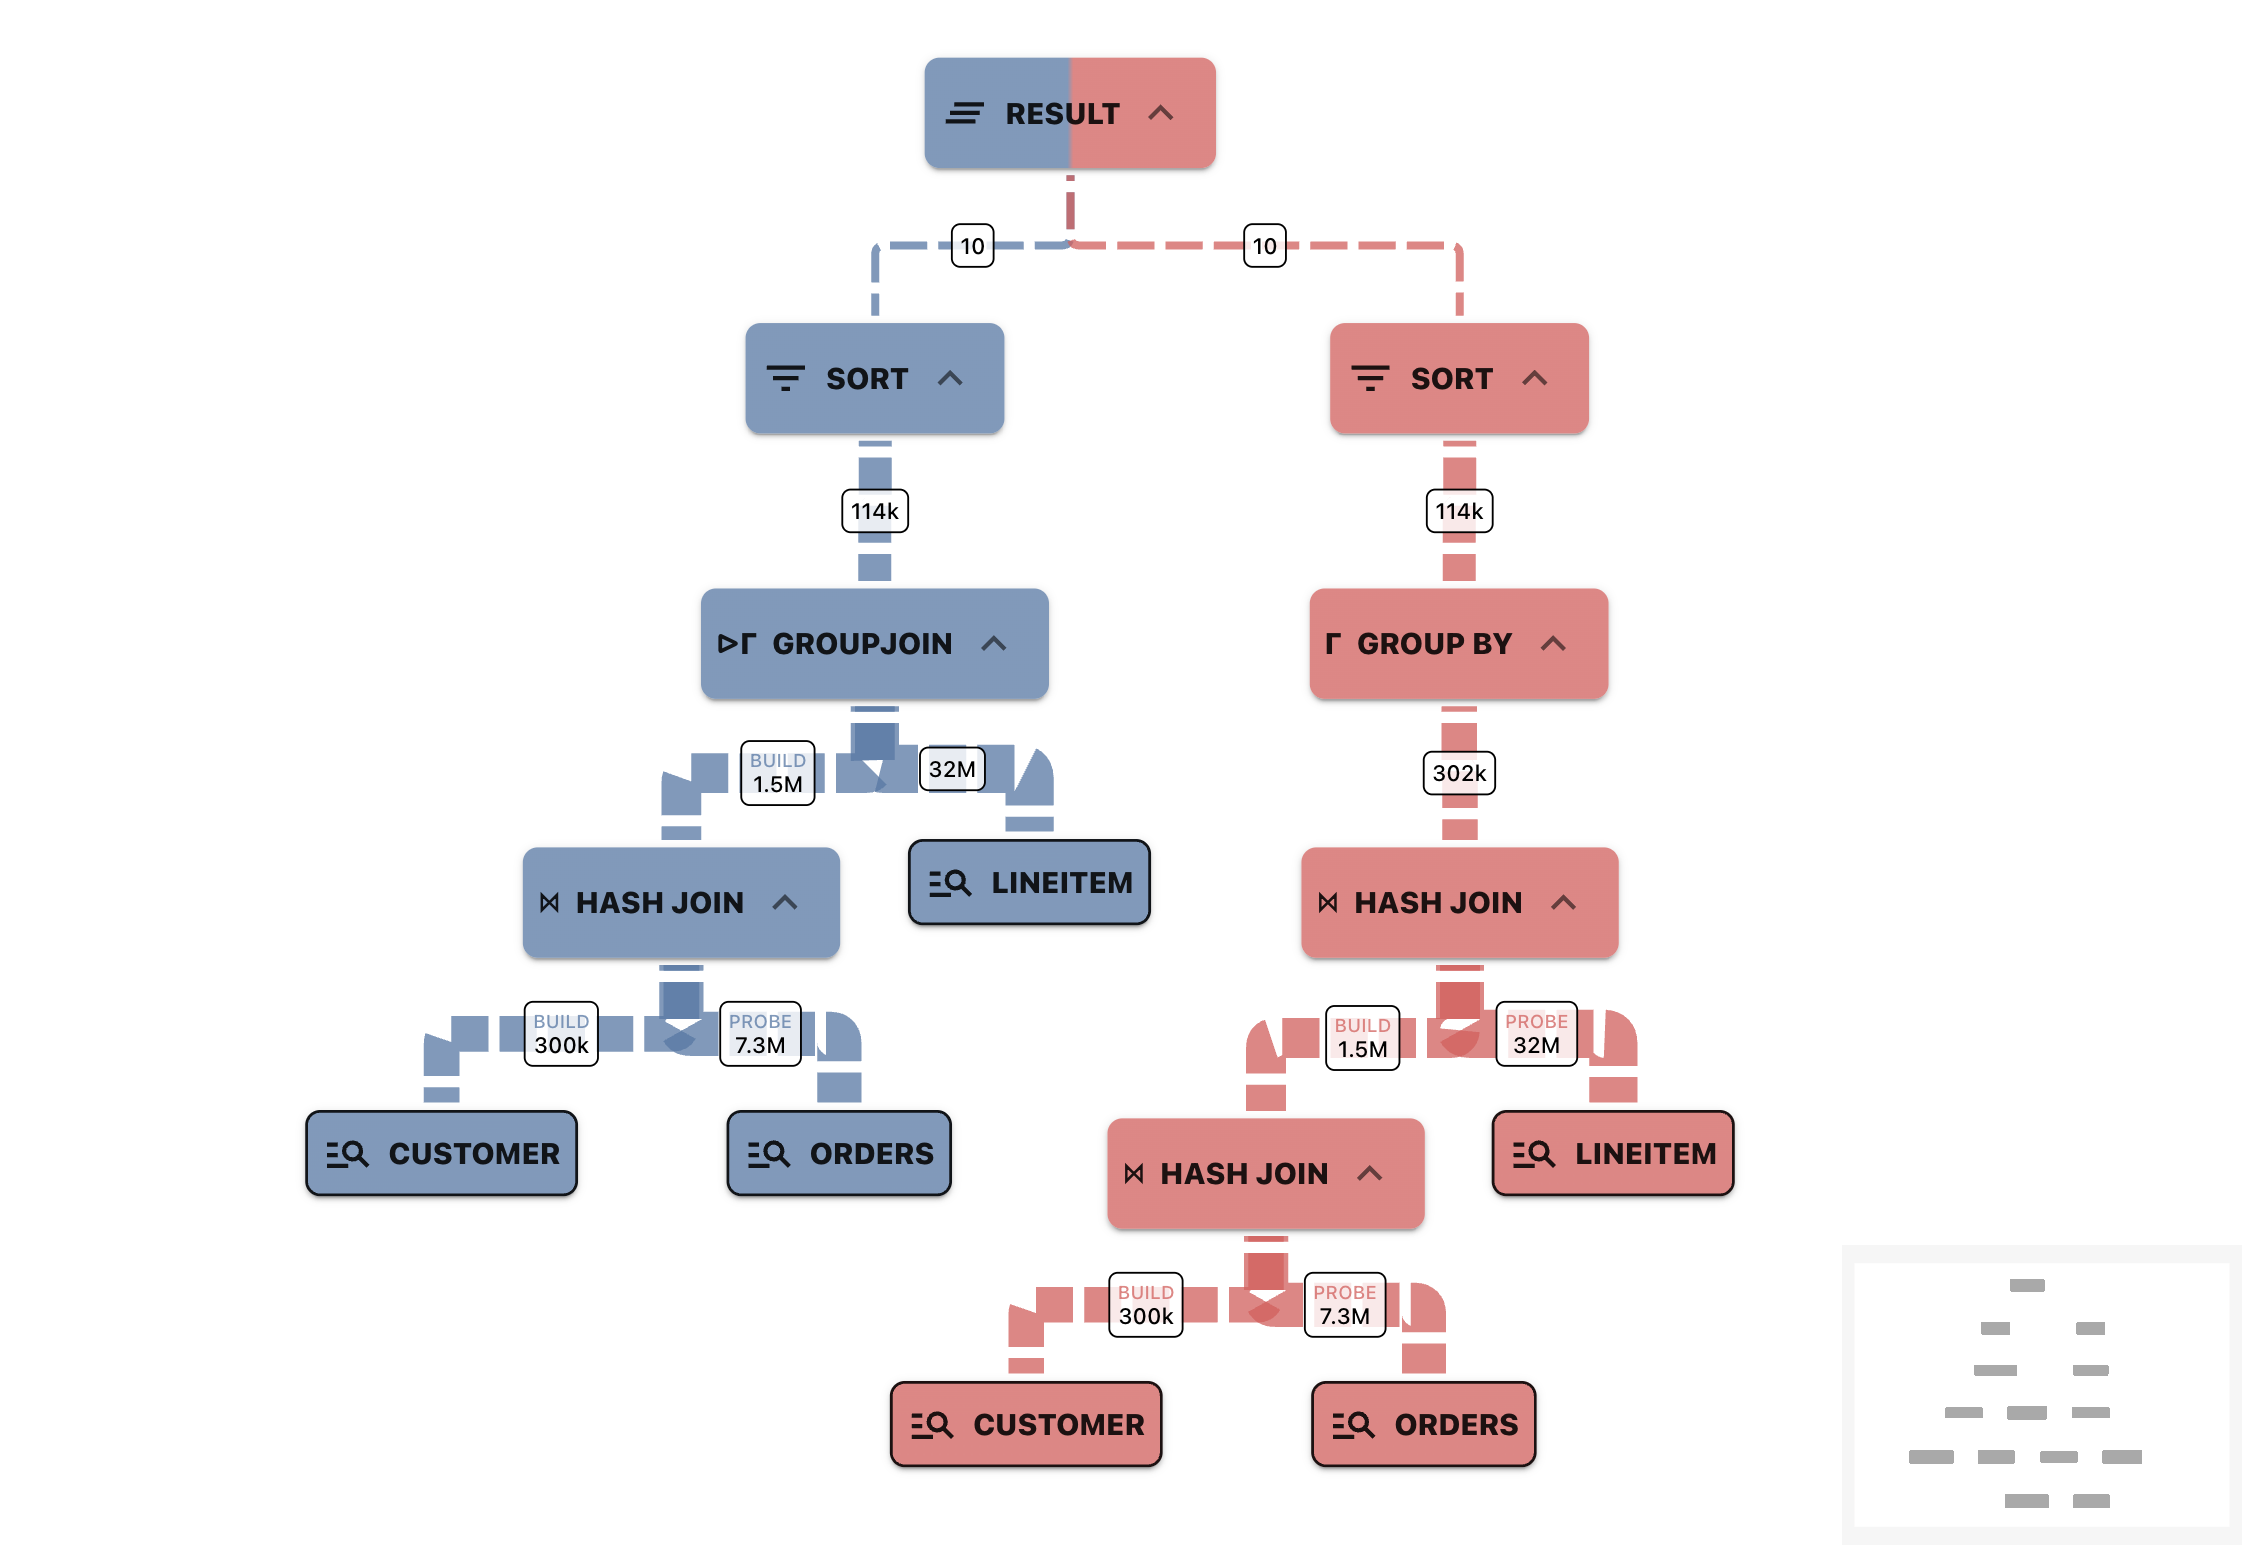 RESULT
10
10
SORT
SORT
114k
114k
▷Γ GROUPJOIN
Γ GROUP BY
BUILD
1.5M
32M
302k
⋈ HASH JOIN
LINEITEM
⋈ HASH JOIN
BUILD
300k
PROBE
7.3M
BUILD
1.5M
PROBE
32M
CUSTOMER
ORDERS
⋈ HASH JOIN
LINEITEM
BUILD
300k
PROBE
7.3M
CUSTOMER
ORDERS